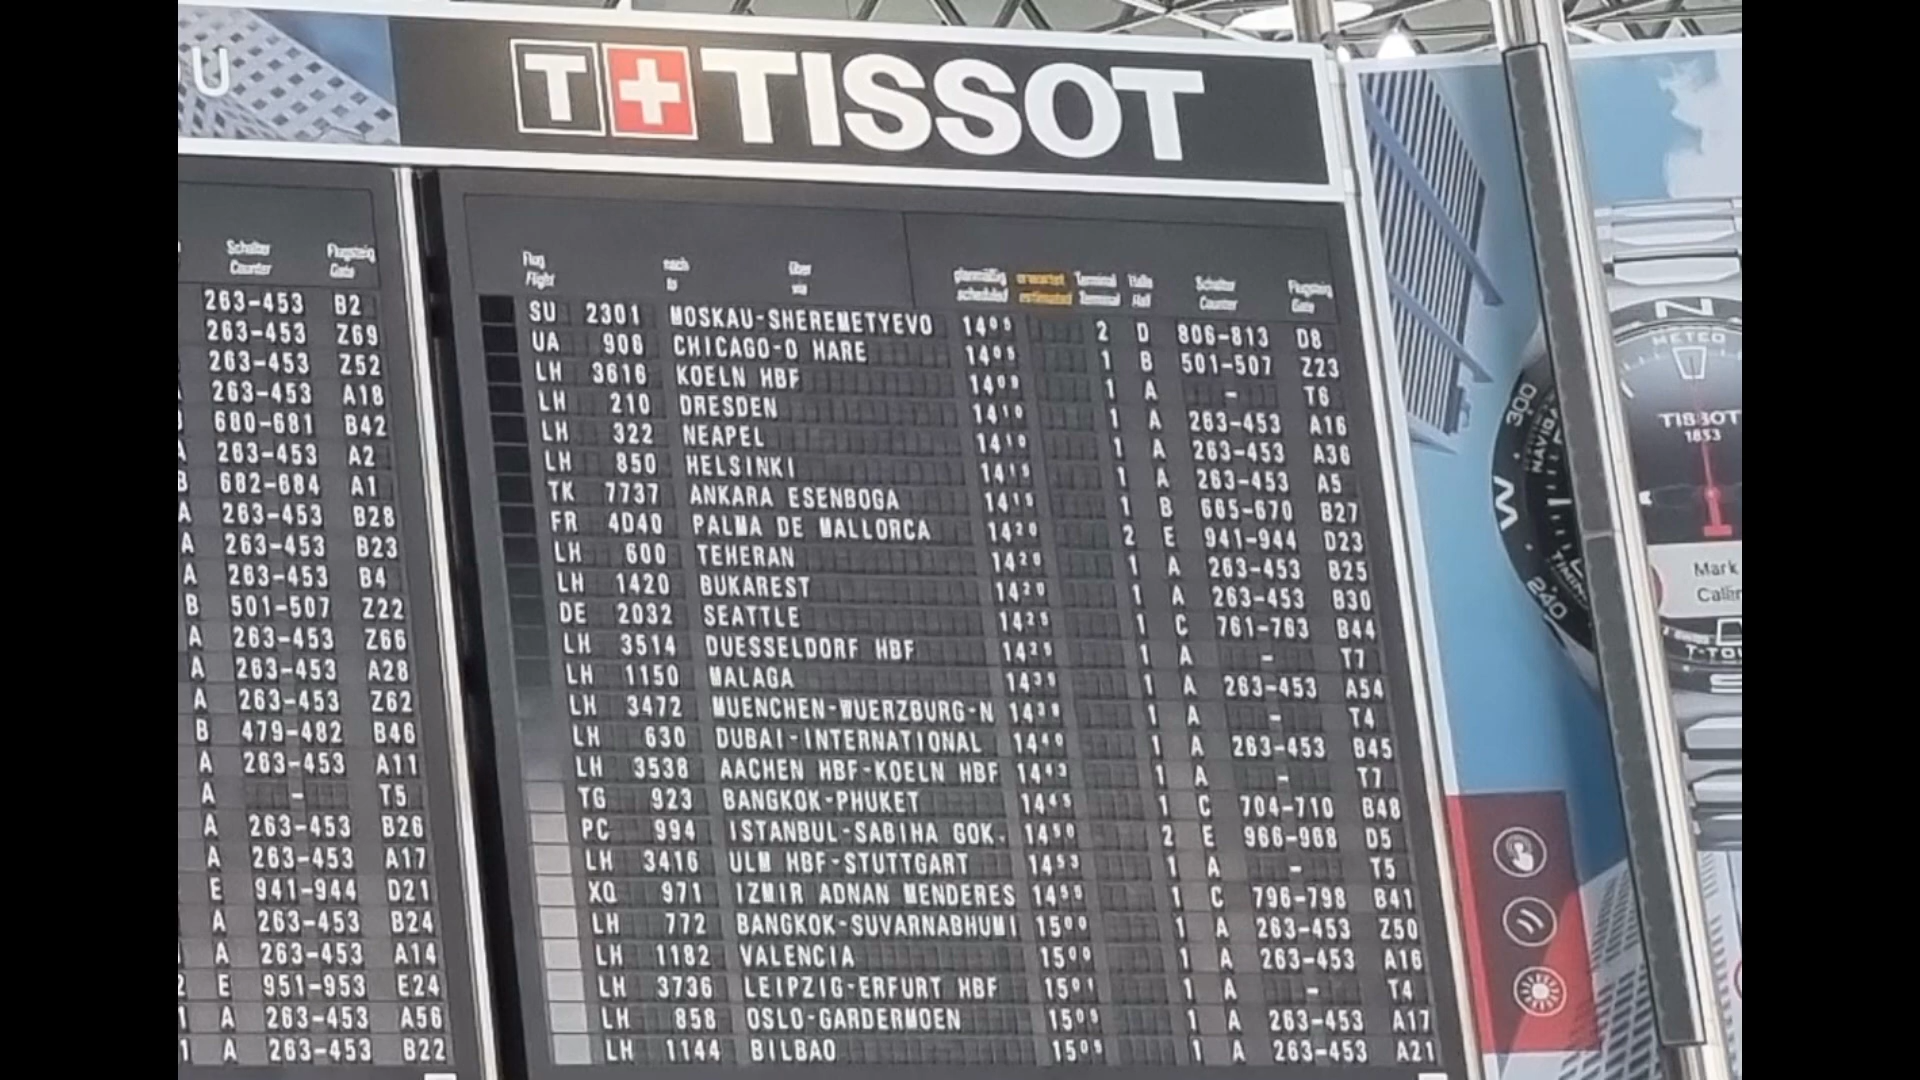 U
T+ TISSOT
Schalter Flugsteig
Counter Gate
263-453 B2
263-453 Z69
263-453 Z52
263-453 A18
680-681 B42
263-453 A2
B 682-684 A1
A 263-453 B28
A 263-453 B23
A 263-453 B4
B 501-507 Z22
A 263-453 Z66
A 263-453 A28
A 263-453 Z62
B 479-482 B46
A 263-453 A11
A - T5
A 263-453 B26
A 263-453 A17
E 941-944 D21
A 263-453 B24
A 263-453 A14
2 E 951-953 E24
1 A 263-453 A56
1 A 263-453 B22
Flug nach über planmäßig erwartet Terminal Halle Schalter Flugsteig
Flight to via scheduled estimated Terminal Hall Counter Gate
SU 2301 MOSKAU-SHEREMETYEVO 1405 2 D 806-813 D8
UA 906 CHICAGO-O HARE 1405 1 B 501-507 Z23
LH 3616 KOELN HBF 1409 1 A - T6
LH 210 DRESDEN 1410 1 A 263-453 A16
LH 322 NEAPEL 1410 1 A 263-453 A36
LH 850 HELSINKI 1415 1 A 263-453 A5
TK 7737 ANKARA ESENBOGA 1415 1 B 665-670 B27
FR 4D40 PALMA DE MALLORCA 1420 2 E 941-944 D23
LH 600 TEHERAN 1420 1 A 263-453 B25
LH 1420 BUKAREST 1420 1 A 263-453 B30
DE 2032 SEATTLE 1425 1 C 761-763 B44
LH 3514 DUESSELDORF HBF 1 A - T7
LH 1150 MALAGA 1435 1 A 263-453 A54
LH 3472 MUENCHEN-WUERZBURG-N 1 A - T4
LH 630 DUBAI-INTERNATIONAL 1440 1 A 263-453 B45
LH 3538 AACHEN HBF-KOELN HBF 1443 1 A - T7
TG 923 BANGKOK-PHUKET 1445 1 C 704-710 B48
PC 994 ISTANBUL-SABIHA GOK. 1450 2 E 966-968 D5
LH 3416 ULM HBF-STUTTGART 1453 1 A - T5
XQ 971 IZMIR ADNAN MENDERES 1455 1 C 796-798 B41
LH 772 BANGKOK-SUVARNABHUMI 1500 1 A 263-453 Z50
LH 1182 VALENCIA 1500 1 A 263-453 A16
LH 3736 LEIPZIG-ERFURT HBF 1501 1 A - T4
LH 858 OSLO-GARDERMOEN 1505 1 A 263-453 A17
LH 1144 BILBAO 1505 1 A 263-453 A21
N
METEO
TISSOT
1853
300
W
240
Mark